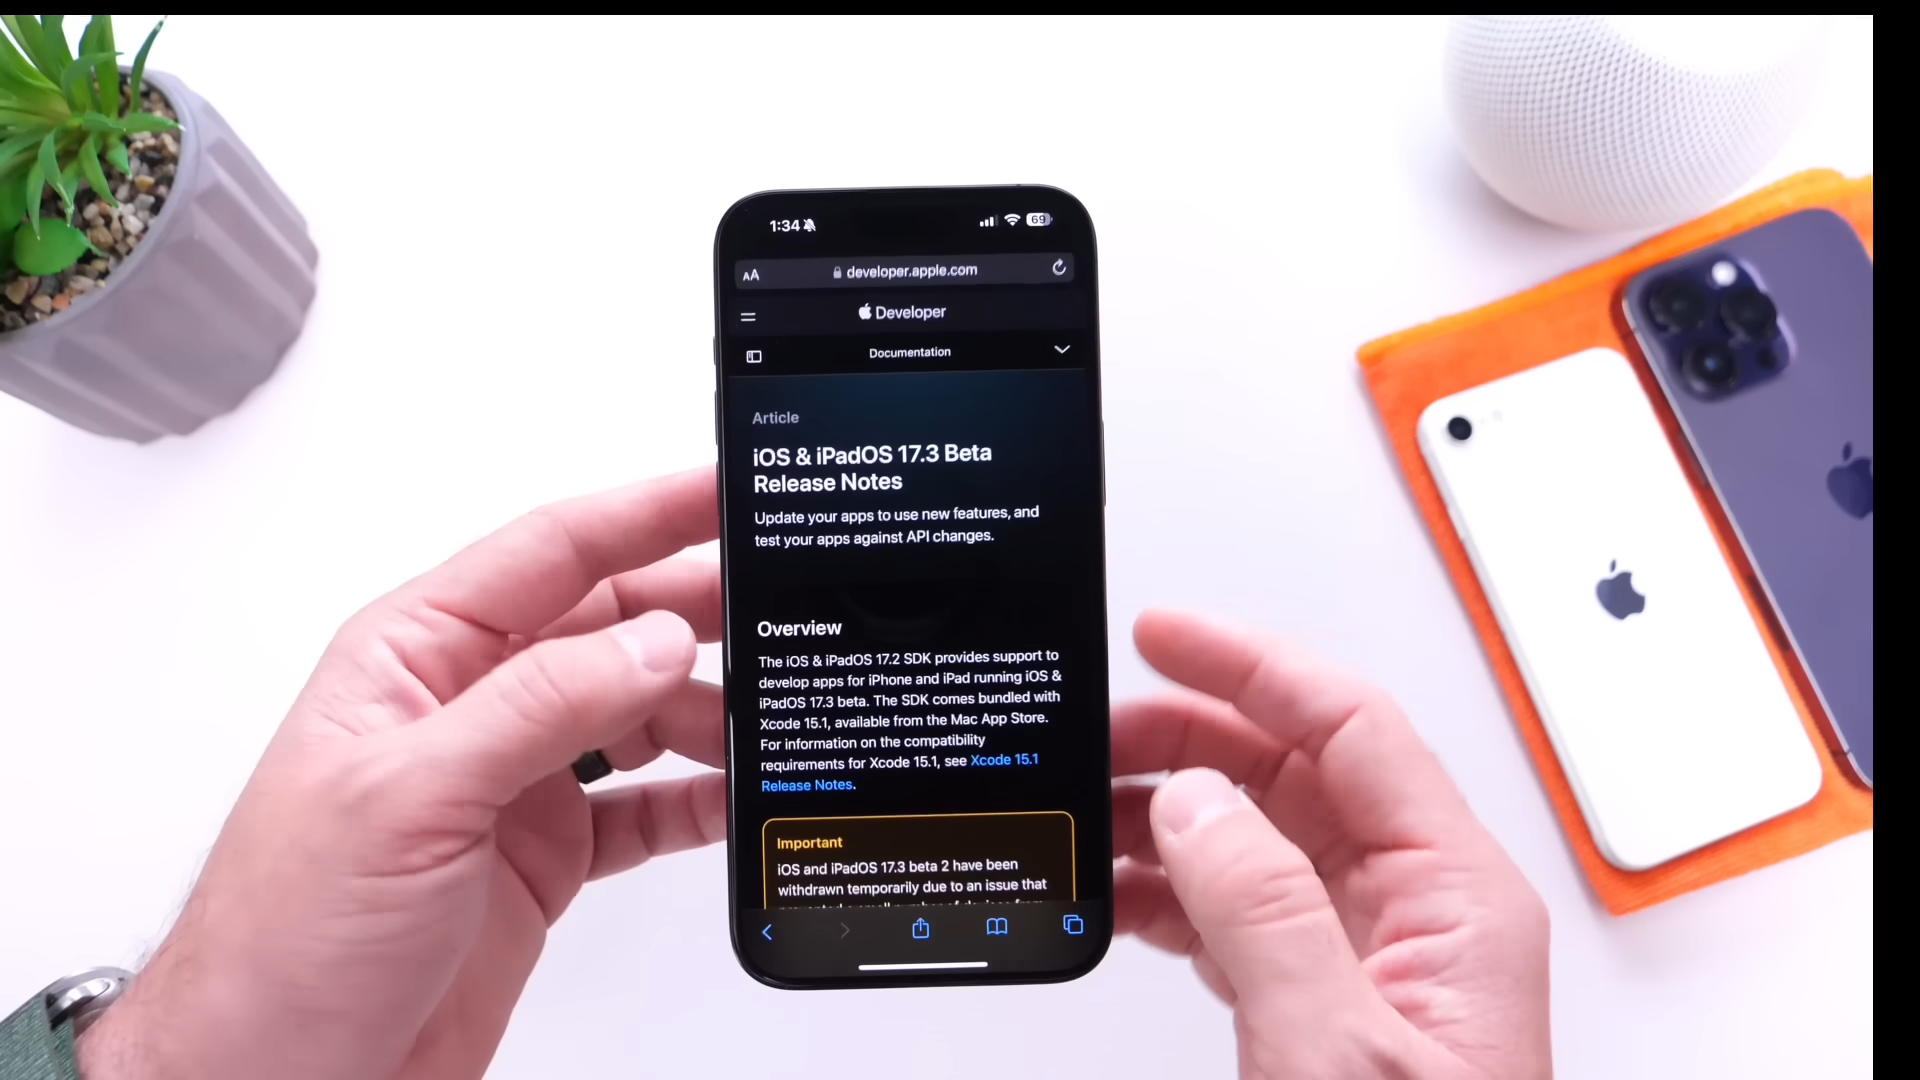 1:34
69
AA
developer.apple.com
Developer
Documentation
Article
iOS & iPadOS 17.3 Beta
Release Notes
Update your apps to use new features, and
test your apps against API changes.
Overview
The iOS & iPadOS 17.2 SDK provides support to
develop apps for iPhone and iPad running iOS &
iPadOS 17.3 beta. The SDK comes bundled with
Xcode 15.1, available from the Mac App Store.
For information on the compatibility
requirements for Xcode 15.1, see Xcode 15.1
Release Notes.
Important
iOS and iPadOS 17.3 beta 2 have been
withdrawn temporarily due to an issue that